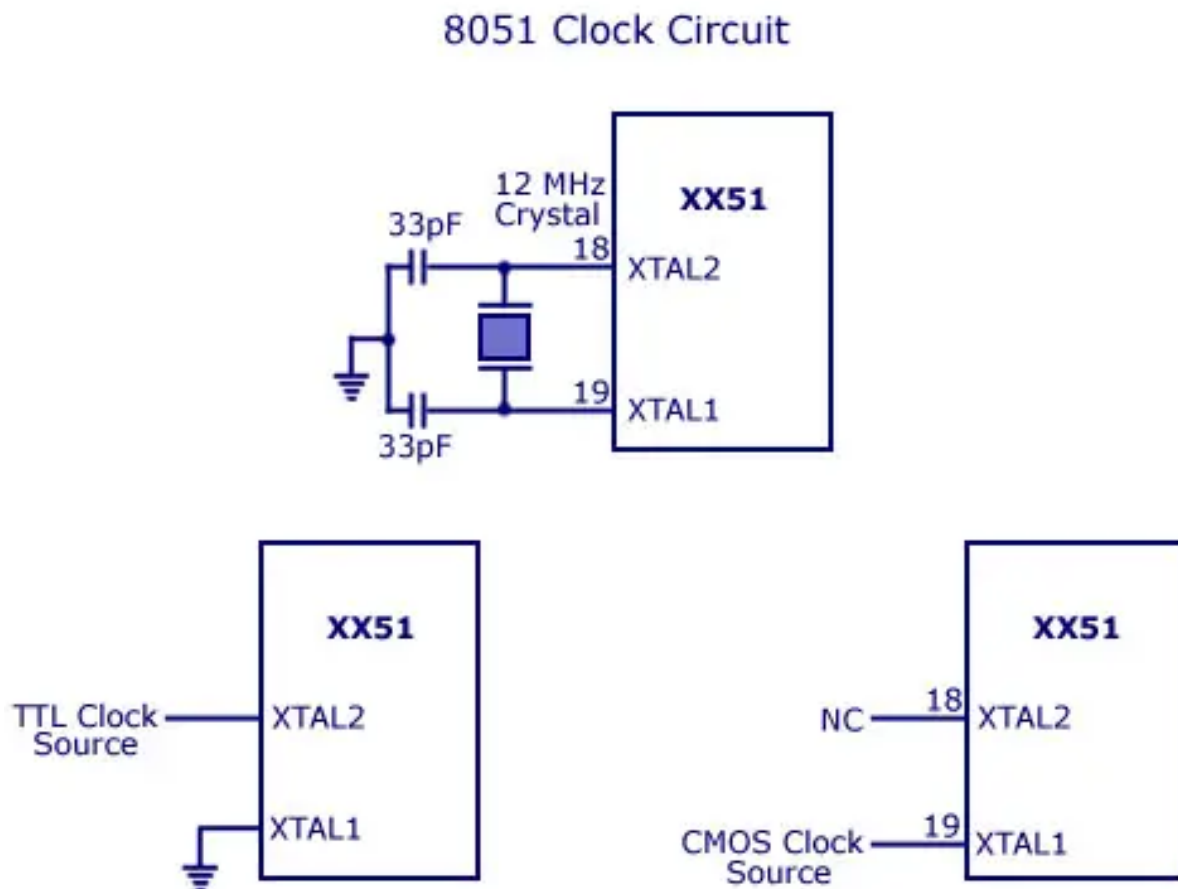 8051 Clock Circuit
12 MHz
Crystal
XX51
33pF
18
XTAL2
19
XTAL1
33pF
XX51
TTL Clock
Source
XTAL2
XTAL1
XX51
NC
18
XTAL2
CMOS Clock
Source
19
XTAL1